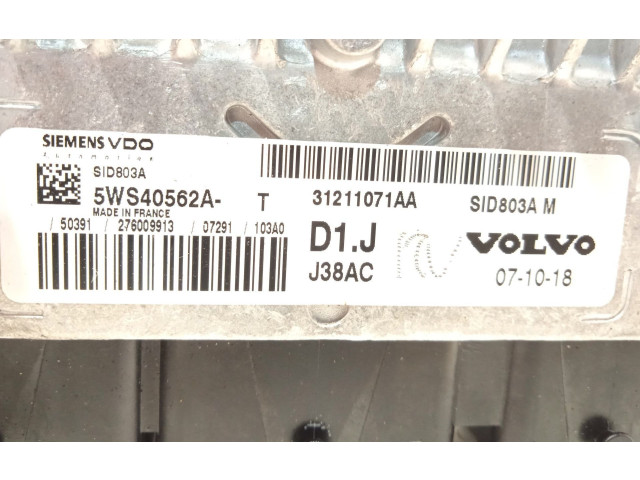 SIEMENS VDO
Automotive
SID803A
5WS40562A- T
MADE IN FRANCE
/ 50391 / 276009913 / 07291 / 103A0
31211071AA SID803A M
D1.J VOLVO
J38AC 07-10-18